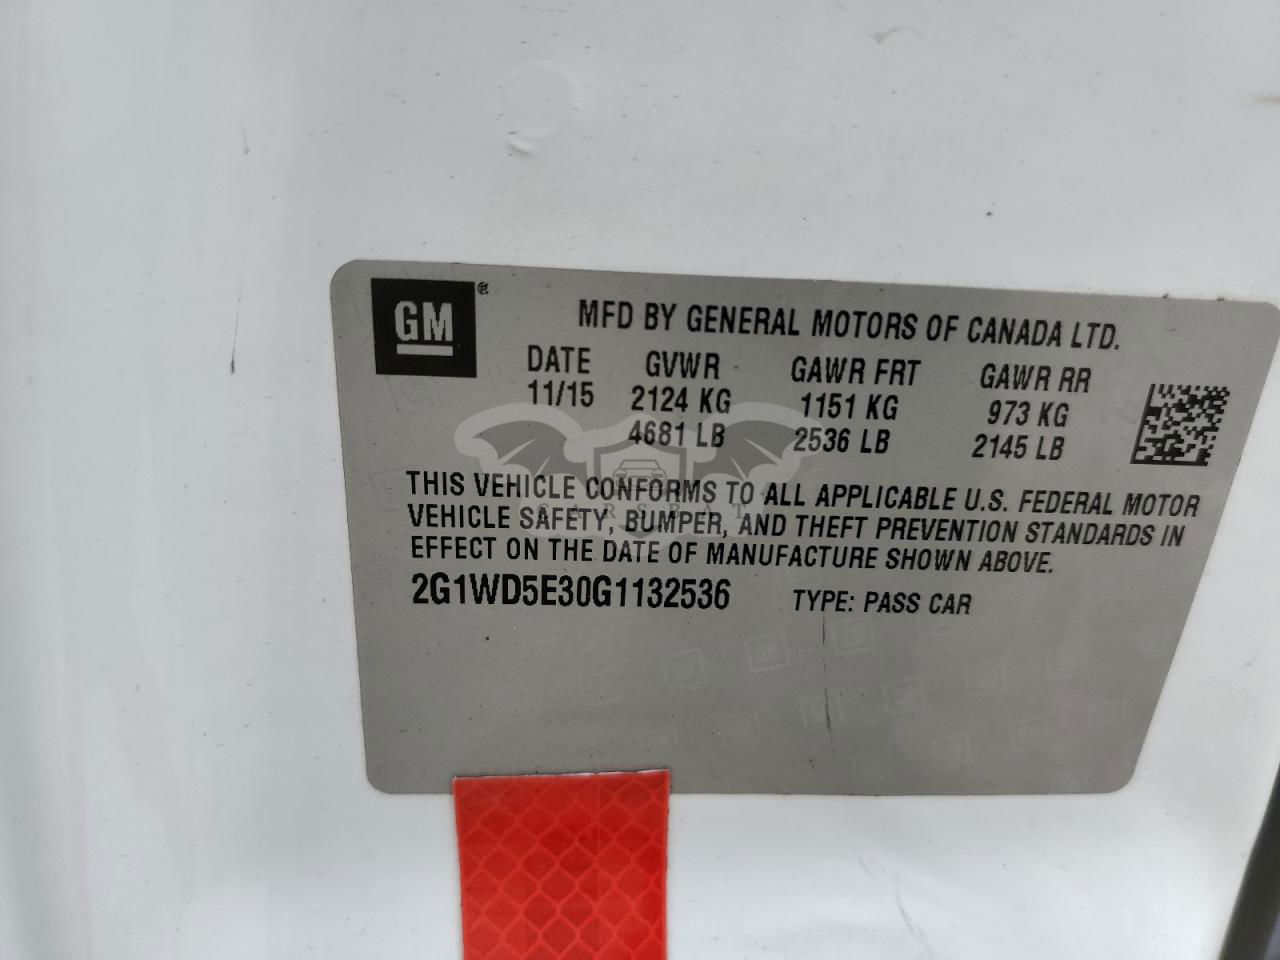 GM ®
MFD BY GENERAL MOTORS OF CANADA LTD.
DATE GVWR GAWR FRT GAWR RR
11/15 2124 KG 1151 KG 973 KG
4681 LB 2536 LB 2145 LB
THIS VEHICLE CONFORMS TO ALL APPLICABLE U.S. FEDERAL MOTOR
VEHICLE SAFETY, BUMPER, AND THEFT PREVENTION STANDARDS IN
EFFECT ON THE DATE OF MANUFACTURE SHOWN ABOVE.
2G1WD5E30G1132536 TYPE: PASS CAR
CARSBAT